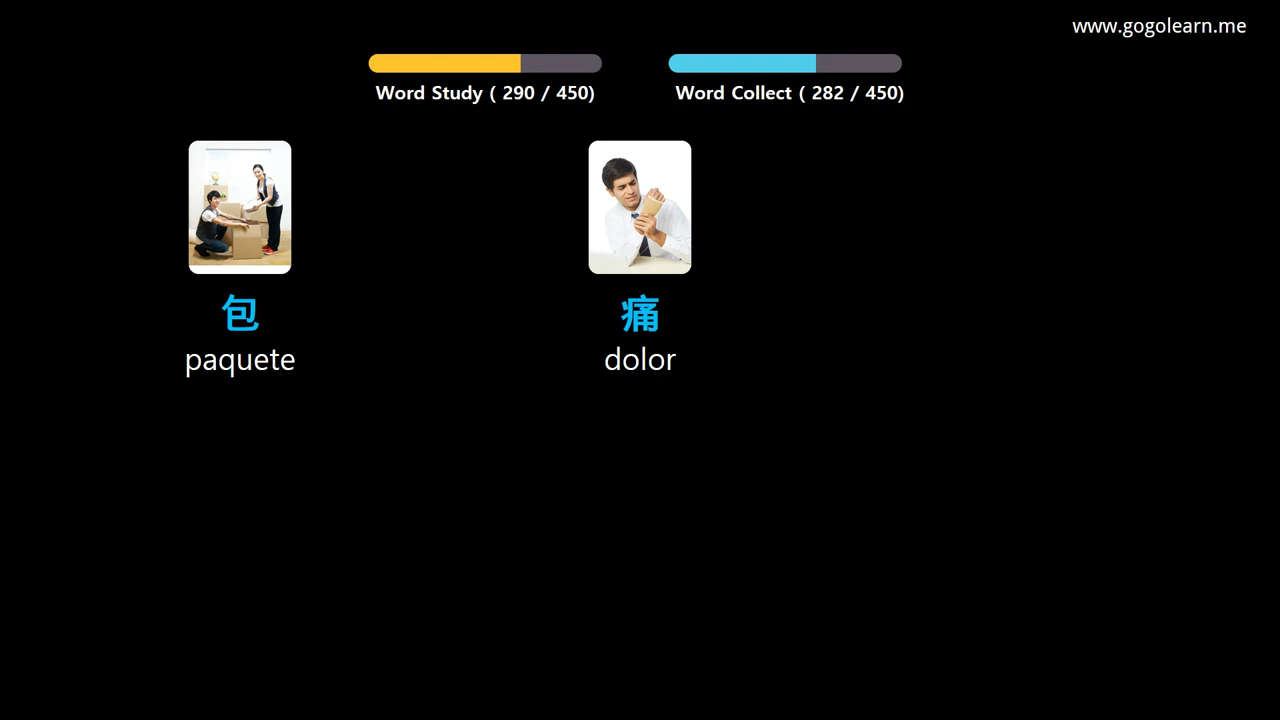 www.gogolearn.me
Word Study ( 290 / 450)
Word Collect ( 282 / 450)
包
paquete
痛
dolor